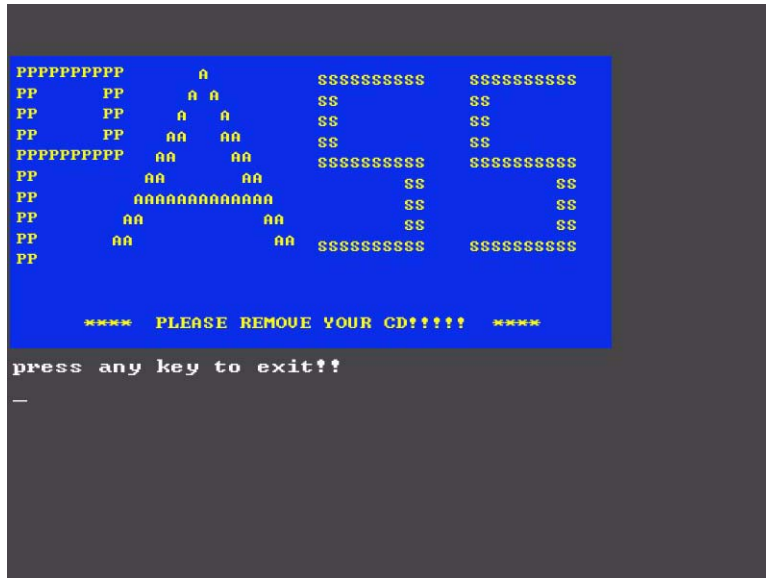 PPPPPPPPPP        A            SSSSSSSSSS     SSSSSSSSSS
PP      PP       A A           SS             SS
PP      PP      A   A          SS             SS
PP      PP     AA   AA         SS             SS
PPPPPPPPPP    AA     AA        SSSSSSSSSS     SSSSSSSSSS
PP           AA       AA               SS             SS
PP          AAAAAAAAAAAAA              SS             SS
PP         AA           AA             SS             SS
PP        AA             AA    SSSSSSSSSS     SSSSSSSSSS
PP
**** PLEASE REMOVE YOUR CD!!!!! ****
press any key to exit!!
_